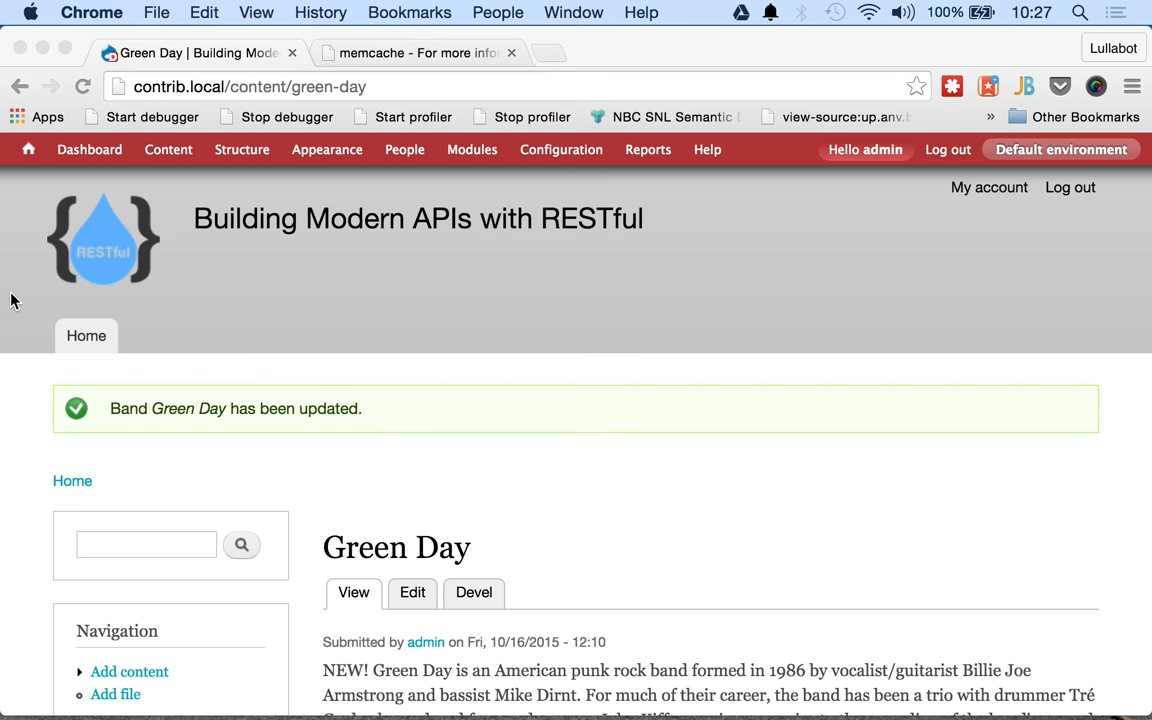 Chrome File Edit View History Bookmarks People Window Help 100% 10:27
Green Day | Building Mode memcache - For more infor Lullabot
contrib.local/content/green-day JB
Apps Start debugger Stop debugger Start profiler Stop profiler NBC SNL Semantic view-source:up.anv.b » Other Bookmarks
Dashboard Content Structure Appearance People Modules Configuration Reports Help Hello admin Log out Default environment
My account Log out
Building Modern APIs with RESTful
{RESTful}
Home
Band Green Day has been updated.
Home
Green Day
View Edit Devel
Navigation
Submitted by admin on Fri, 10/16/2015 - 12:10
Add content
NEW! Green Day is an American punk rock band formed in 1986 by vocalist/guitarist Billie Joe
Add file
Armstrong and bassist Mike Dirnt. For much of their career, the band has been a trio with drummer Tré